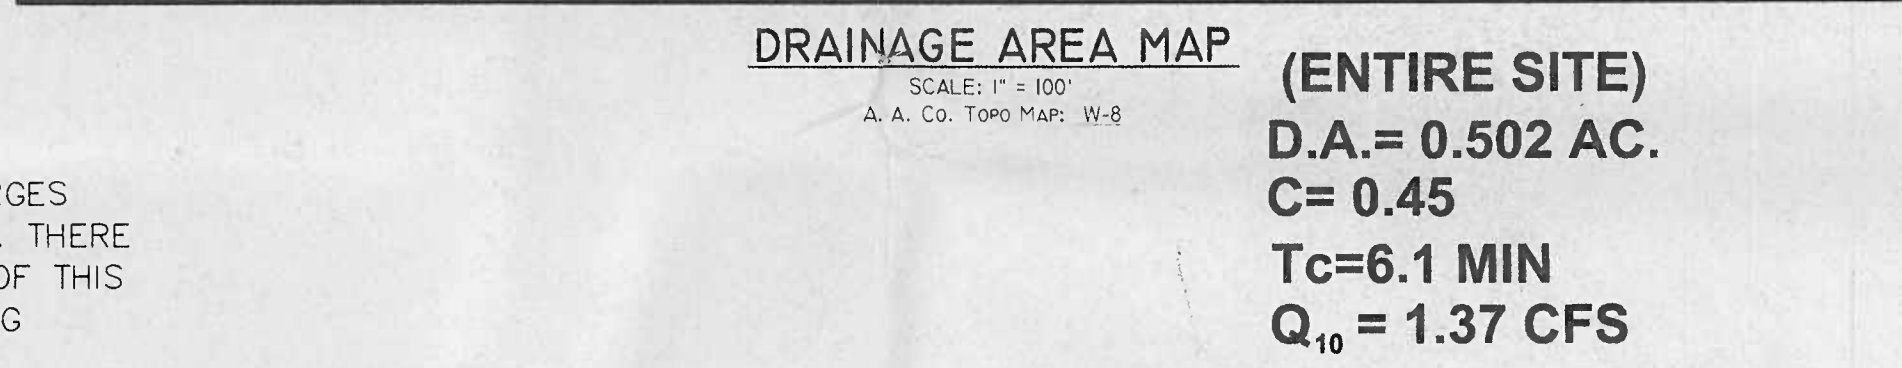 DRAINAGE AREA MAP
SCALE: 1" = 100'
A. A. CO. TOPO MAP: W-8
(ENTIRE SITE)
D.A.= 0.502 AC.
C= 0.45
Tc=6.1 MIN
Q₁₀ = 1.37 CFS
RGES
. THERE
OF THIS
G